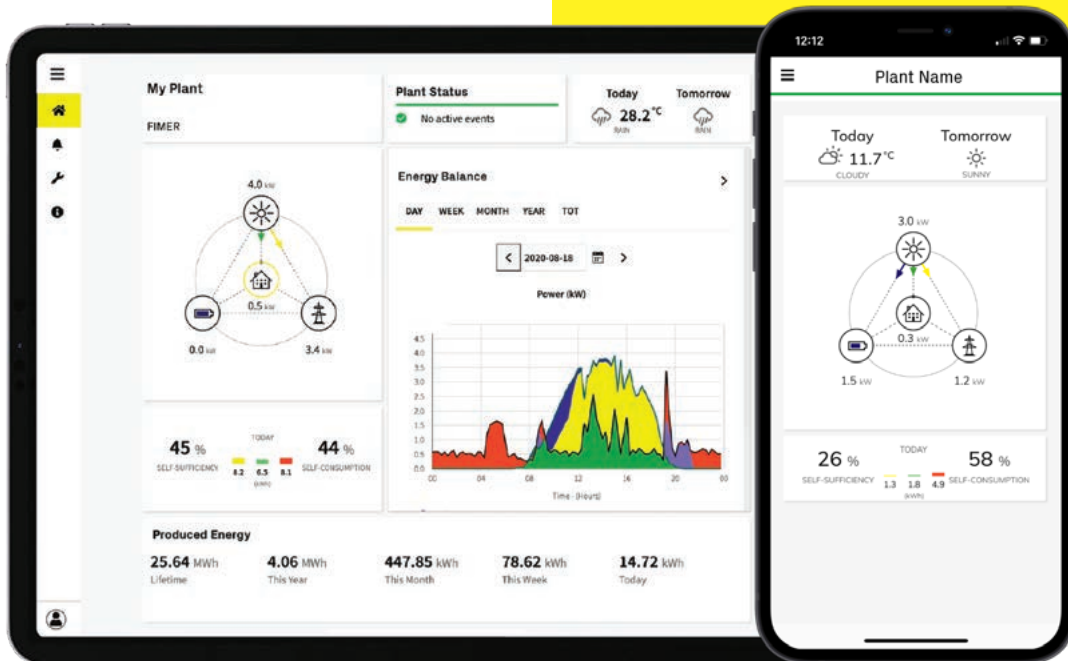 My Plant
FIMER
Plant Status
No active events
Today Tomorrow
28.2°C
RAIN RAIN
4.0 kW
0.5 kW
0.0 kW 3.4 kW
Energy Balance
DAY WEEK MONTH YEAR TOT
2020-08-18
Power (kW)
4.5
4.0
3.5
3.0
2.5
2.0
1.5
1.0
0.5
0.0
00 04 08 12 16 20 00
Time - (Hours)
45 % TODAY 44 %
SELF-SUFFICIENCY 8.2 6.5 8.1 SELF-CONSUMPTION
(kWh)
Produced Energy
25.64 MWh 4.06 MWh 447.85 kWh 78.62 kWh 14.72 kWh
Lifetime This Year This Month This Week Today
12:12
Plant Name
Today Tomorrow
11.7°C
CLOUDY SUNNY
3.0 kW
0.3 kW
1.5 kW 1.2 kW
26 % TODAY 58 %
SELF-SUFFICIENCY 1.3 1.8 4.9 SELF-CONSUMPTION
(kWh)